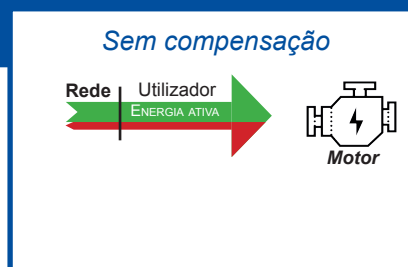 Sem compensação
Rede Utilizador
ENERGIA ATIVA
Motor